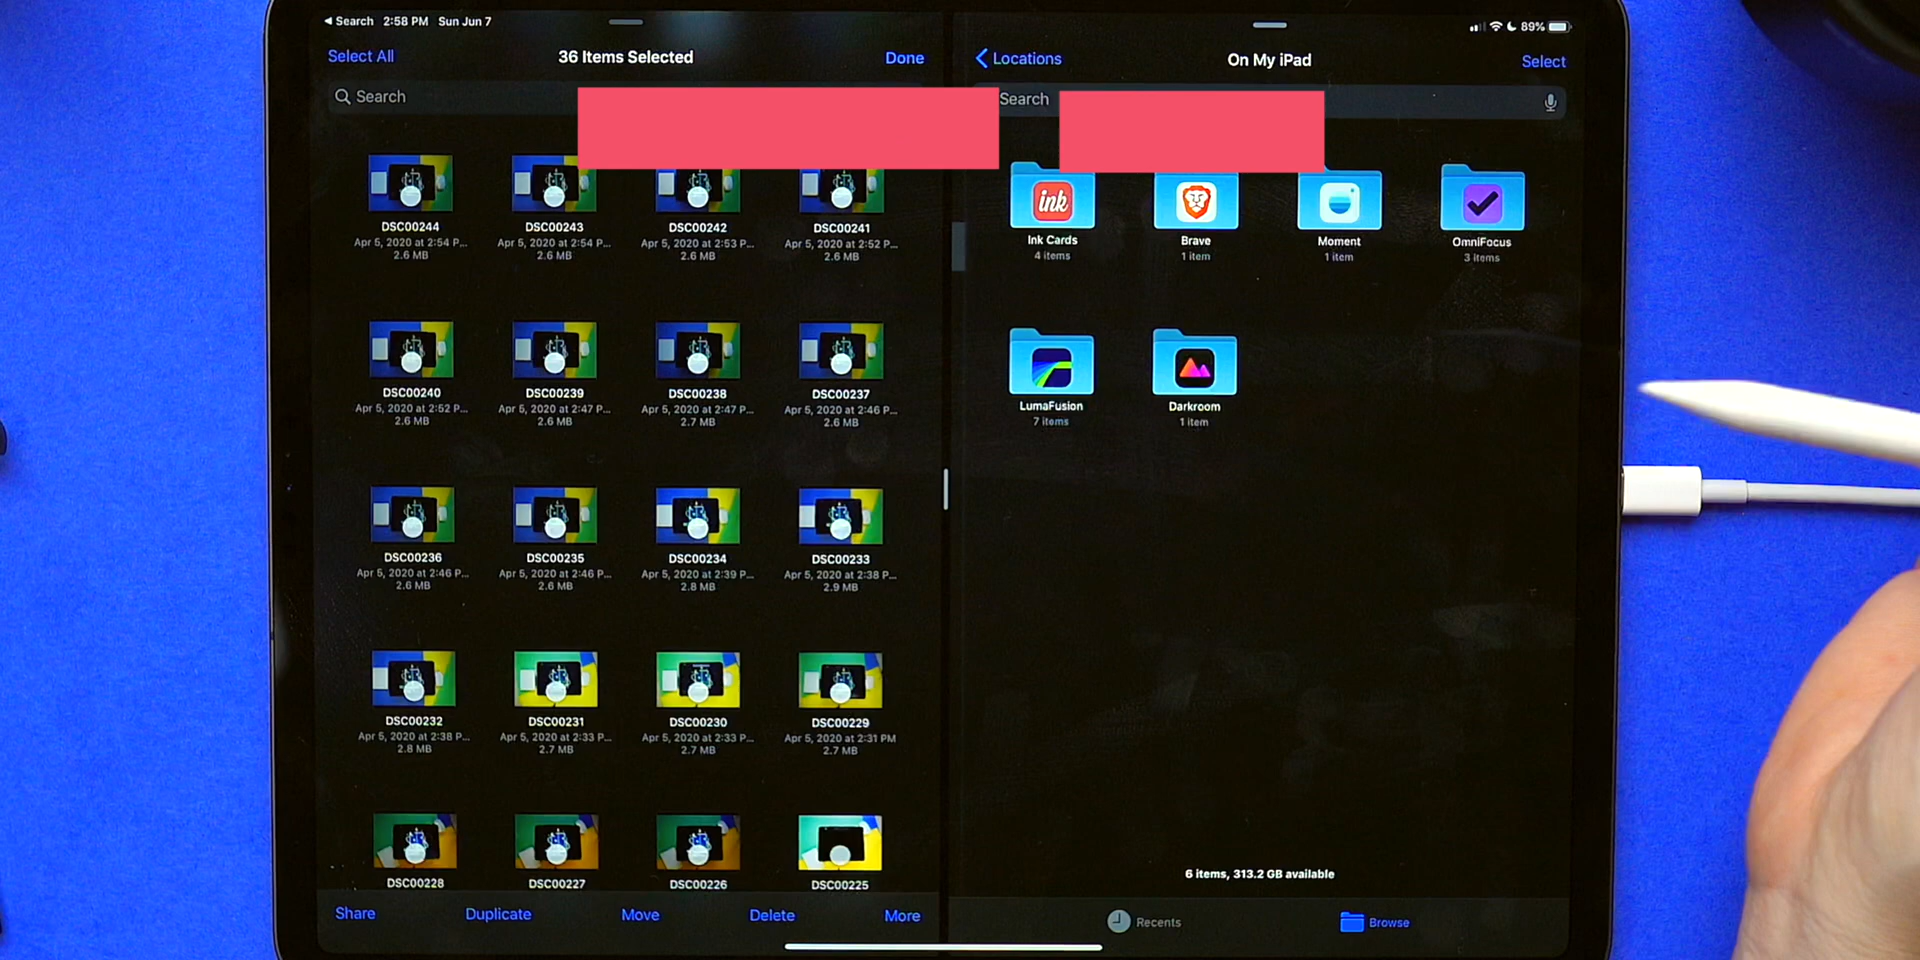 Search 2:58 PM Sun Jun 7
89%
Select All 36 Items Selected Done
Locations On My iPad Select
Search
Search
DSC00244 DSC00243 DSC00242 DSC00241
Apr 5, 2020 at 2:54 P... Apr 5, 2020 at 2:54 P... Apr 5, 2020 at 2:53 P... Apr 5, 2020 at 2:52 P...
2.6 MB 2.6 MB 2.6 MB 2.6 MB
DSC00240 DSC00239 DSC00238 DSC00237
Apr 5, 2020 at 2:52 P... Apr 5, 2020 at 2:47 P... Apr 5, 2020 at 2:47 P... Apr 5, 2020 at 2:46 P...
2.6 MB 2.6 MB 2.7 MB 2.6 MB
DSC00236 DSC00235 DSC00234 DSC00233
Apr 5, 2020 at 2:46 P... Apr 5, 2020 at 2:46 P... Apr 5, 2020 at 2:39 P... Apr 5, 2020 at 2:38 P...
2.6 MB 2.6 MB 2.8 MB 2.9 MB
DSC00232 DSC00231 DSC00230 DSC00229
Apr 5, 2020 at 2:38 P... Apr 5, 2020 at 2:33 P... Apr 5, 2020 at 2:33 P... Apr 5, 2020 at 2:31 PM
2.8 MB 2.7 MB 2.7 MB 2.7 MB
DSC00228 DSC00227 DSC00226 DSC00225
Share Duplicate Move Delete More
ink
Ink Cards Brave Moment OmniFocus
4 items 1 item 1 item 3 items
LumaFusion Darkroom
7 items 1 item
6 items, 313.2 GB available
Recents Browse